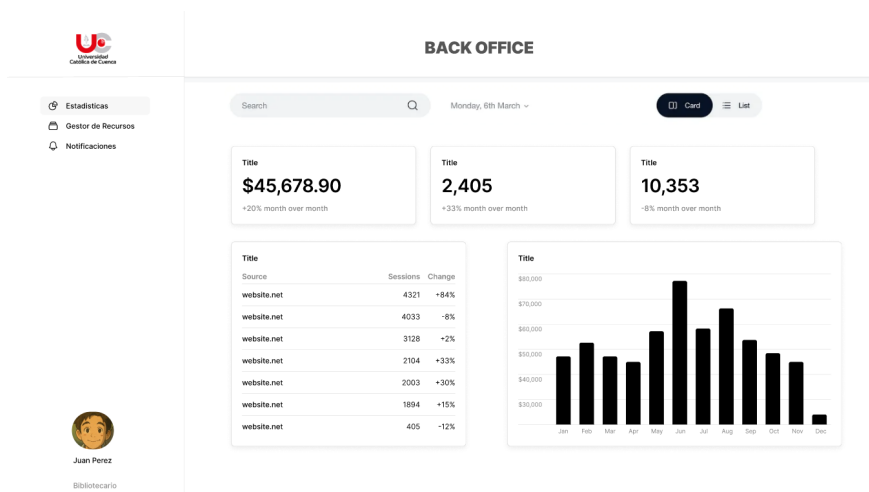 Universidad
Católica de Cuenca
BACK OFFICE
Estadísticas
Gestor de Recursos
Notificaciones
Search
Monday, 6th March
Card
List
Title
$45,678.90
+20% month over month
Title
2,405
+33% month over month
Title
10,353
-8% month over month
Title
Source Sessions Change
website.net 4321 +84%
website.net 4033 -8%
website.net 3128 +2%
website.net 2104 +33%
website.net 2003 +30%
website.net 1894 +15%
website.net 405 -12%
Title
$80,000
$70,000
$60,000
$50,000
$40,000
$30,000
Jan Feb Mar Apr May Jun Jul Aug Sep Oct Nov Dec
Juan Perez
Bibliotecario